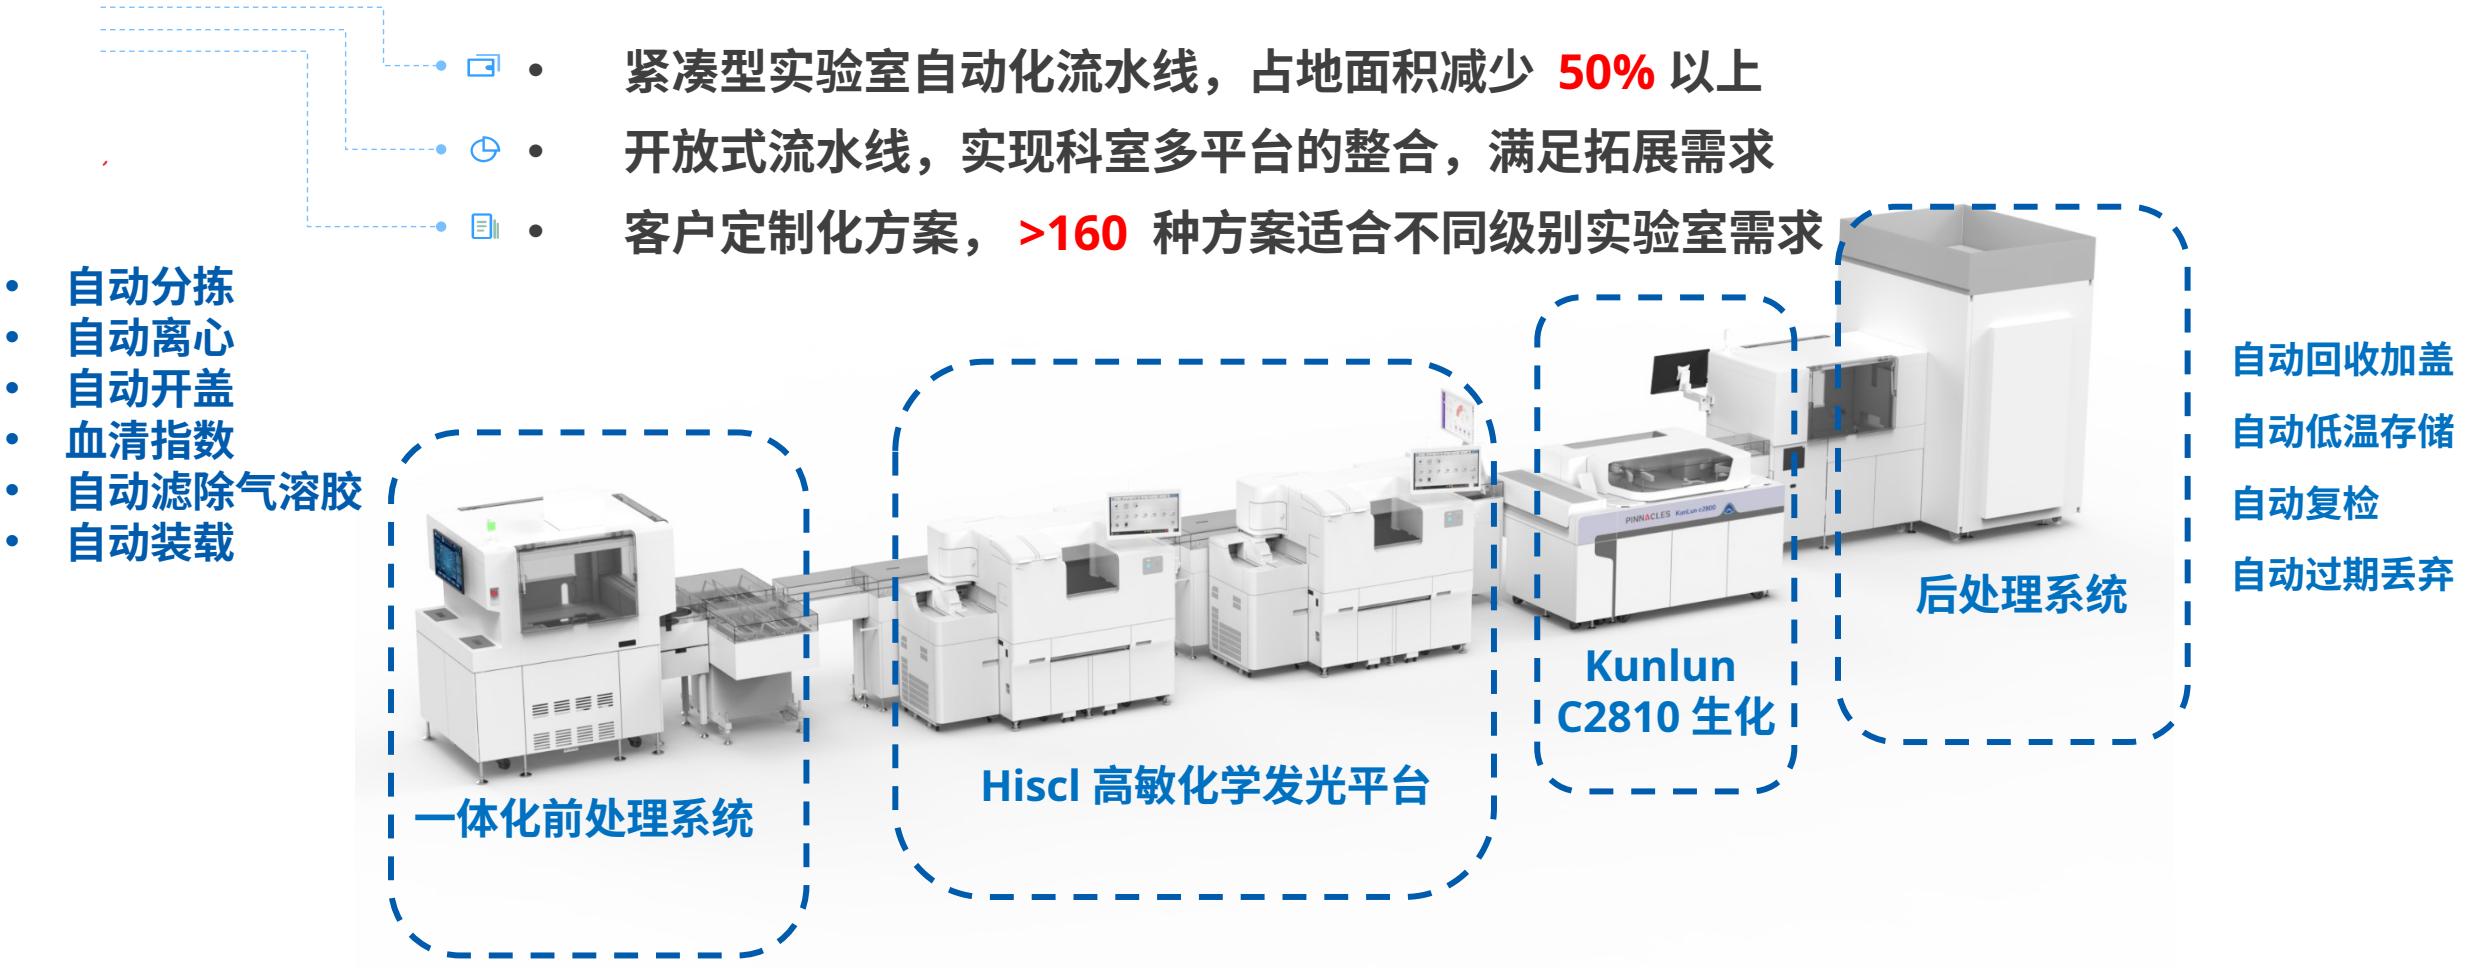 紧凑型实验室自动化流水线，占地面积减少 50% 以上
开放式流水线，实现科室多平台的整合，满足拓展需求
客户定制化方案， >160 种方案适合不同级别实验室需求
• 自动分拣
• 自动离心
• 自动开盖
• 血清指数
• 自动滤除气溶胶
• 自动装载
一体化前处理系统
Hiscl 高敏化学发光平台
PINNACLES KunLun c2800
Kunlun
C2810 生化
后处理系统
自动回收加盖
自动低温存储
自动复检
自动过期丢弃